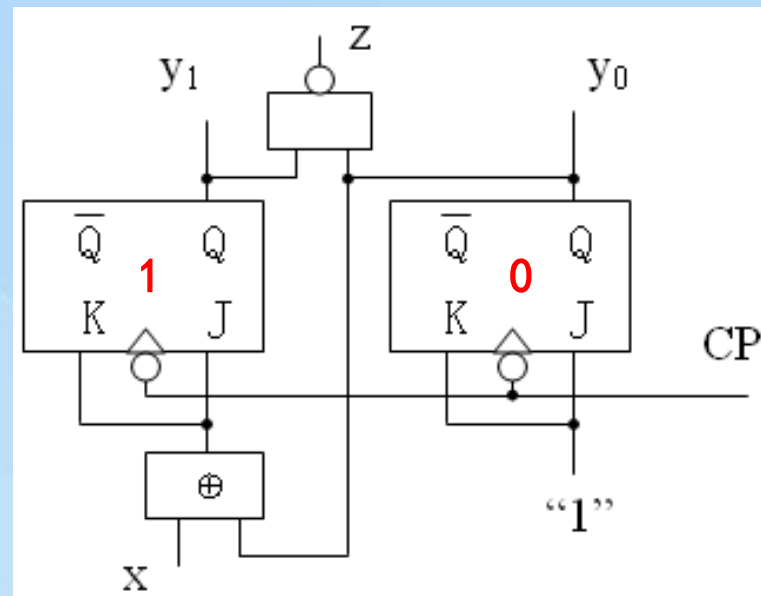 z
y₁ y₀
Q̅ Q Q̅ Q
1 0
K J K J
CP
⊕
“1”
x